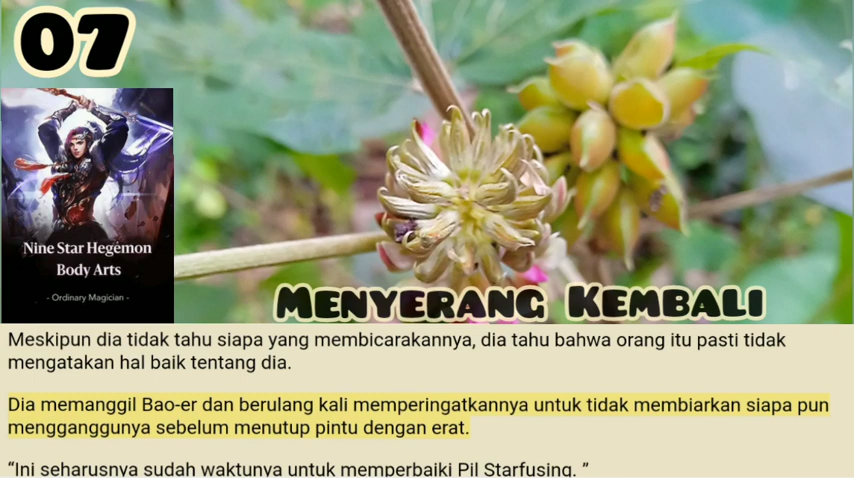 07
Nine Star Hegemon
Body Arts
- Ordinary Magician -
MENYERANG KEMBALI
Meskipun dia tidak tahu siapa yang membicarakannya, dia tahu bahwa orang itu pasti tidak
mengatakan hal baik tentang dia.
Dia memanggil Bao-er dan berulang kali memperingatkannya untuk tidak membiarkan siapa pun
mengganggunya sebelum menutup pintu dengan erat.
“Ini seharusnya sudah waktunya untuk memperbaiki Pil Starfusing. ”